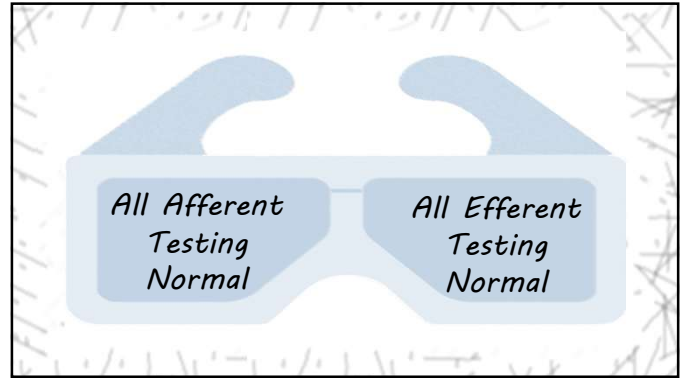 All Afferent
Testing
Normal
All Efferent
Testing
Normal